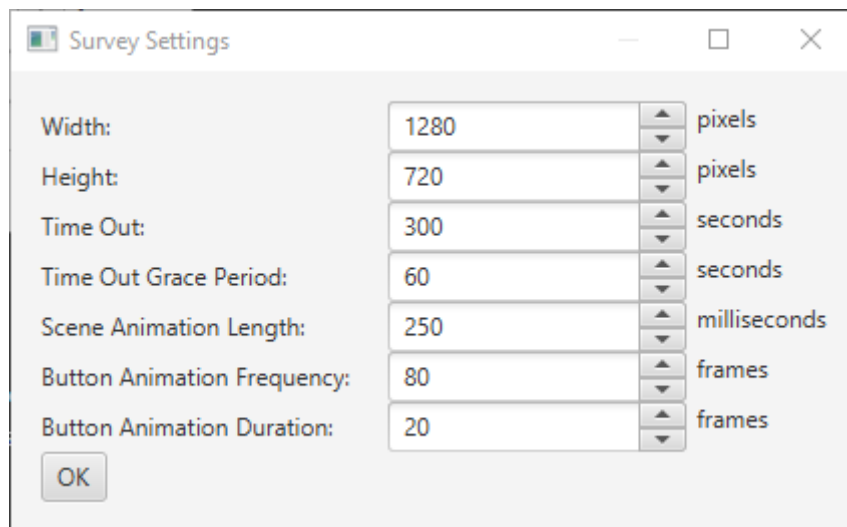 Survey Settings
Width: 1280 pixels
Height: 720 pixels
Time Out: 300 seconds
Time Out Grace Period: 60 seconds
Scene Animation Length: 250 milliseconds
Button Animation Frequency: 80 frames
Button Animation Duration: 20 frames
OK